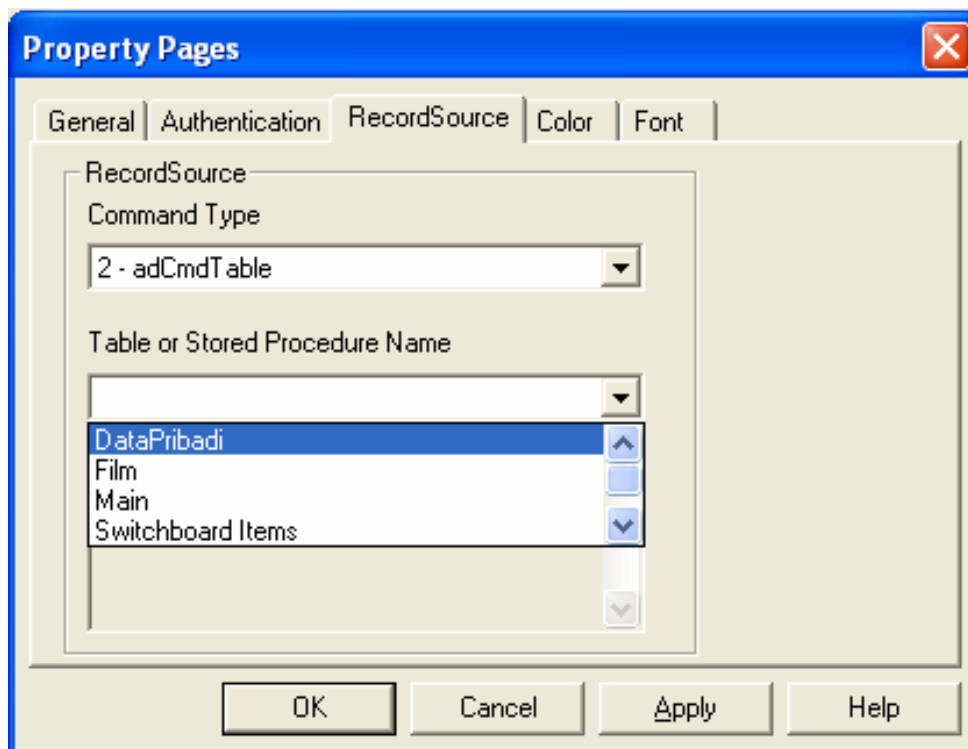 Property Pages
General Authentication RecordSource Color Font
RecordSource
Command Type
2 - adCmdTable
Table or Stored Procedure Name
DataPribadi
Film
Main
Switchboard Items
OK Cancel Apply Help